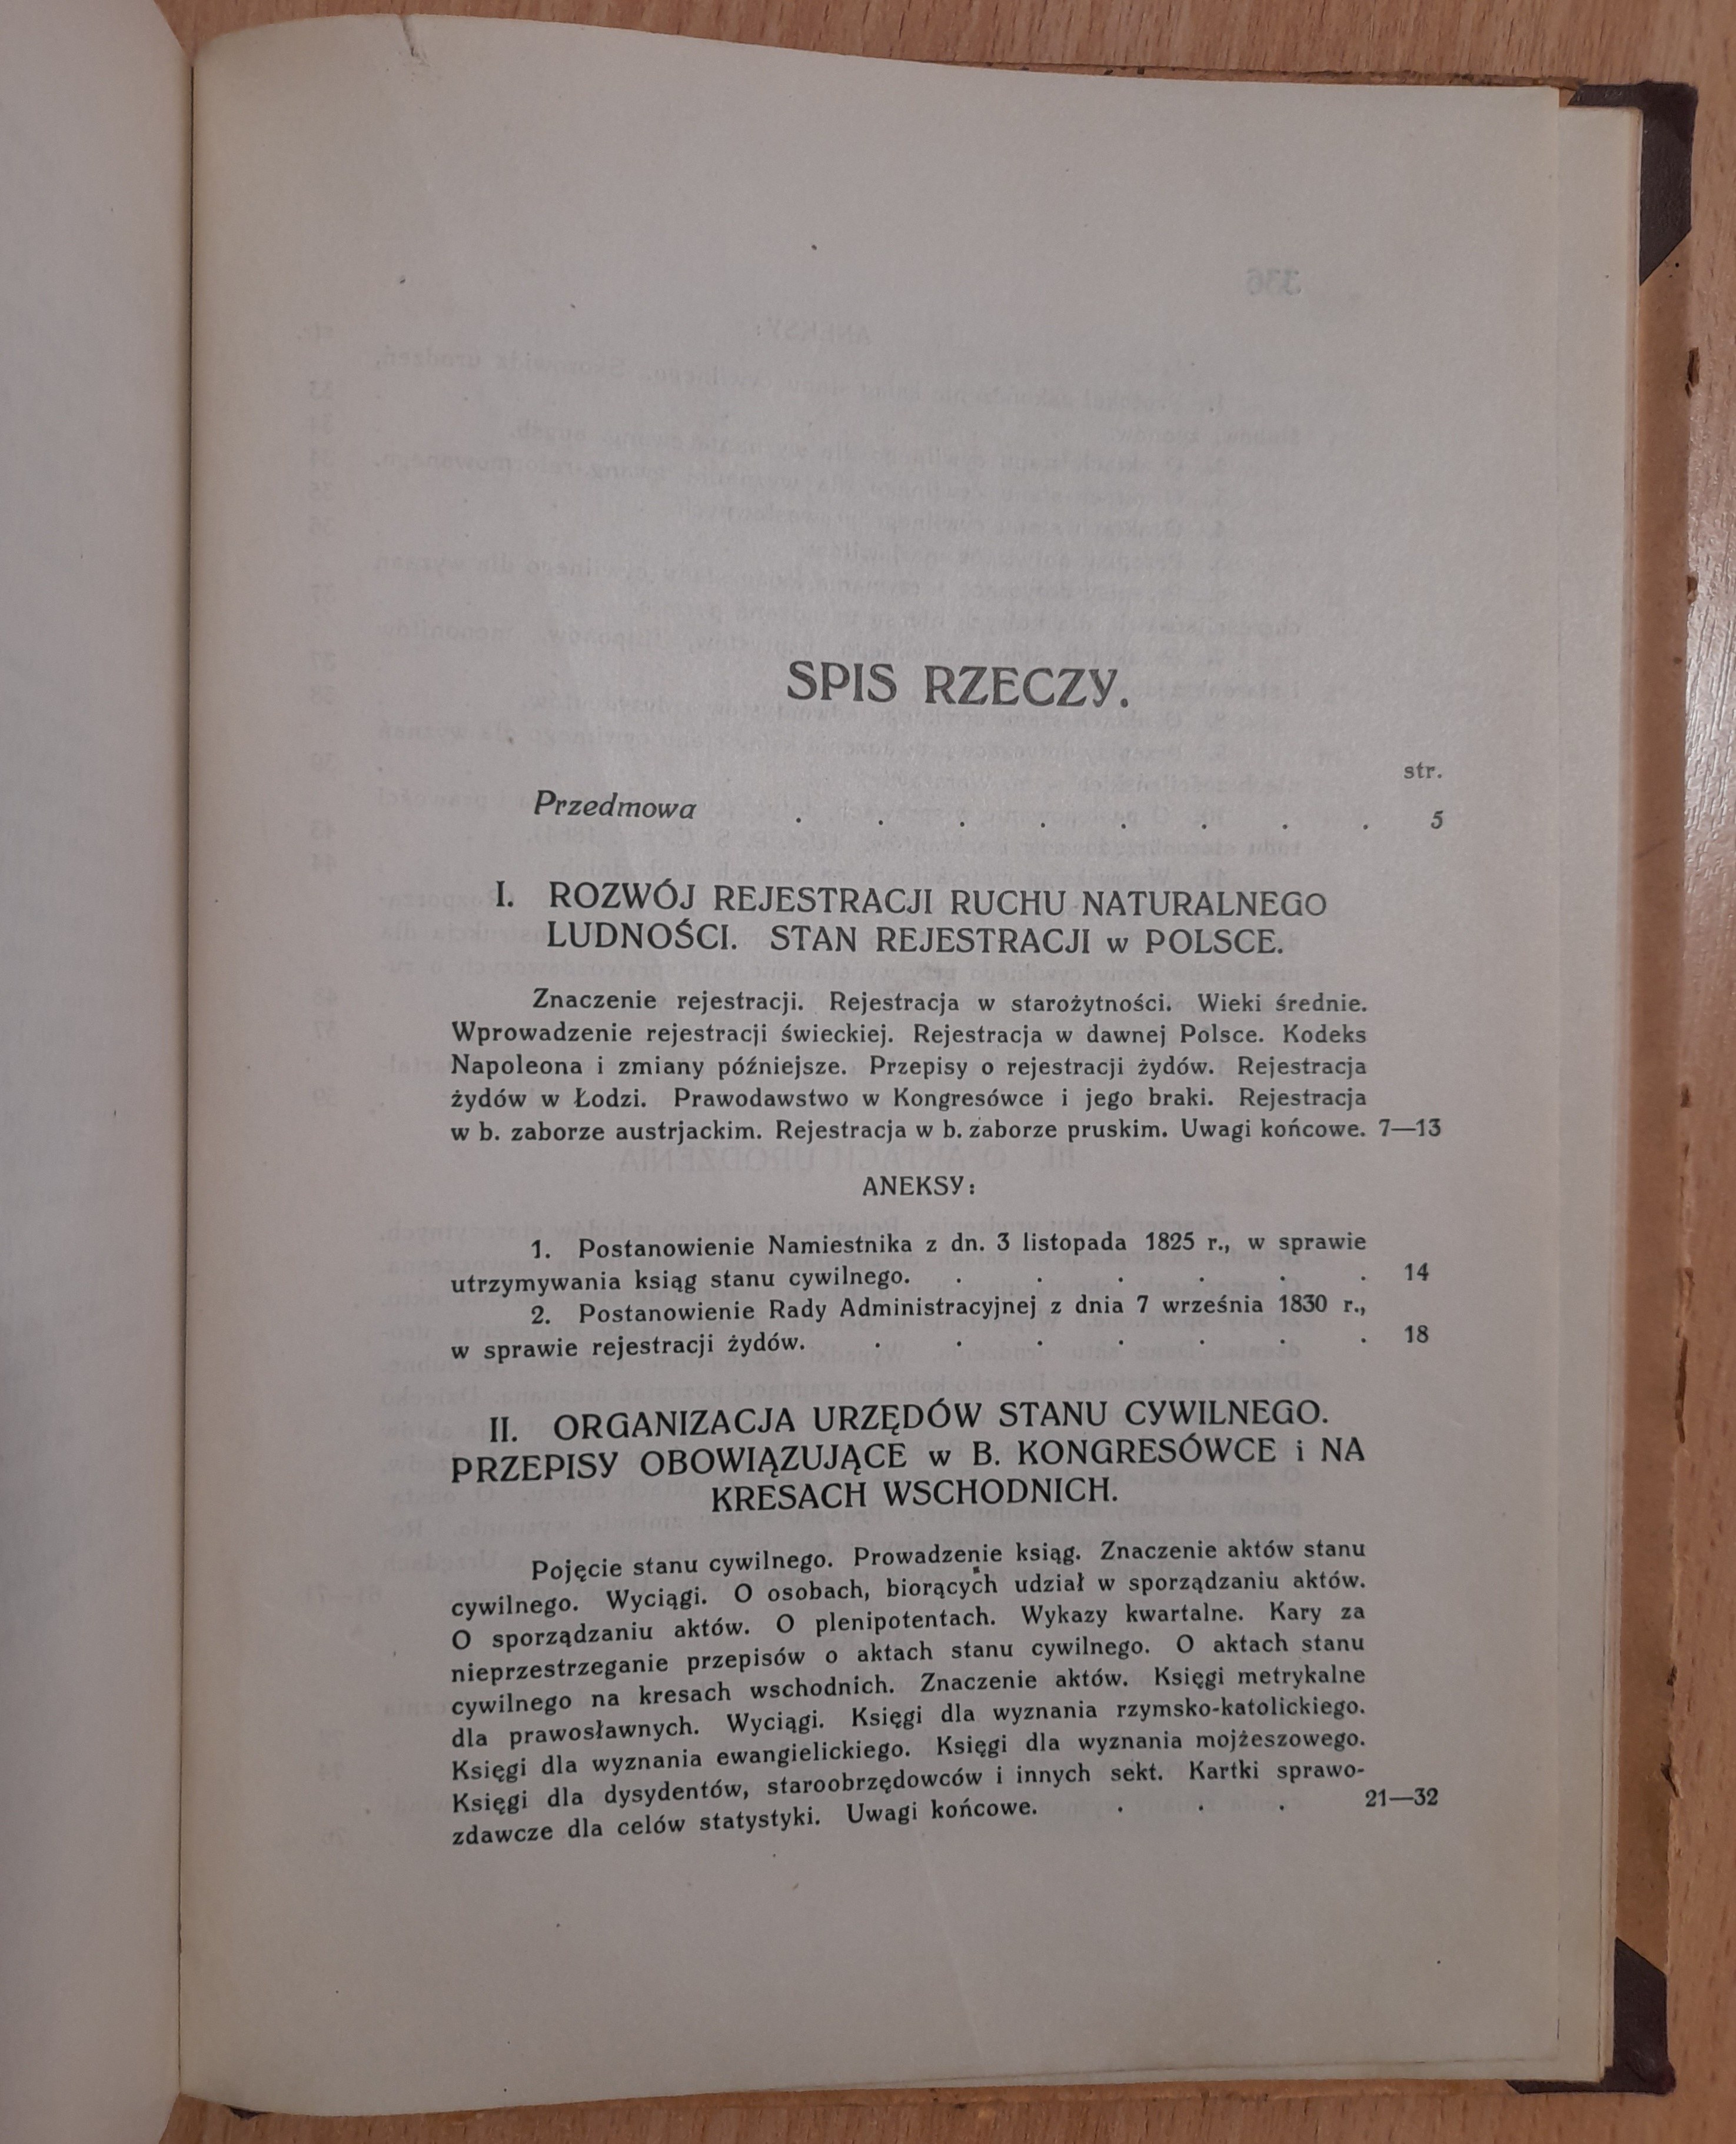 SPIS RZECZY.
str.
Przedmowa . . . . . . . . 5
I. ROZWÓJ REJESTRACJI RUCHU NATURALNEGO
LUDNOŚCI. STAN REJESTRACJI w POLSCE.
Znaczenie rejestracji. Rejestracja w starożytności. Wieki średnie.
Wprowadzenie rejestracji świeckiej. Rejestracja w dawnej Polsce. Kodeks
Napoleona i zmiany późniejsze. Przepisy o rejestracji żydów. Rejestracja
żydów w Łodzi. Prawodawstwo w Kongresówce i jego braki. Rejestracja
w b. zaborze austrjackim. Rejestracja w b. zaborze pruskim. Uwagi końcowe. 7—13
ANEKSY:
1. Postanowienie Namiestnika z dn. 3 listopada 1825 r., w sprawie
utrzymywania ksiąg stanu cywilnego. . . . . . . 14
2. Postanowienie Rady Administracyjnej z dnia 7 września 1830 r.,
w sprawie rejestracji żydów. . . . . . . . 18
II. ORGANIZACJA URZĘDÓW STANU CYWILNEGO.
PRZEPISY OBOWIĄZUJĄCE w B. KONGRESÓWCE i NA
KRESACH WSCHODNICH.
Pojęcie stanu cywilnego. Prowadzenie ksiąg. Znaczenie aktów stanu
cywilnego. Wyciągi. O osobach, biorących udział w sporządzaniu aktów.
O sporządzaniu aktów. O plenipotentach. Wykazy kwartalne. Kary za
nieprzestrzeganie przepisów o aktach stanu cywilnego. O aktach stanu
cywilnego na kresach wschodnich. Znaczenie aktów. Księgi metrykalne
dla prawosławnych. Wyciągi. Księgi dla wyznania rzymsko-katolickiego.
Księgi dla wyznania ewangielickiego. Księgi dla wyznania mojżeszowego.
Księgi dla dysydentów, staroobrzędowców i innych sekt. Kartki sprawo-
zdawcze dla celów statystyki. Uwagi końcowe. . . . 21—32